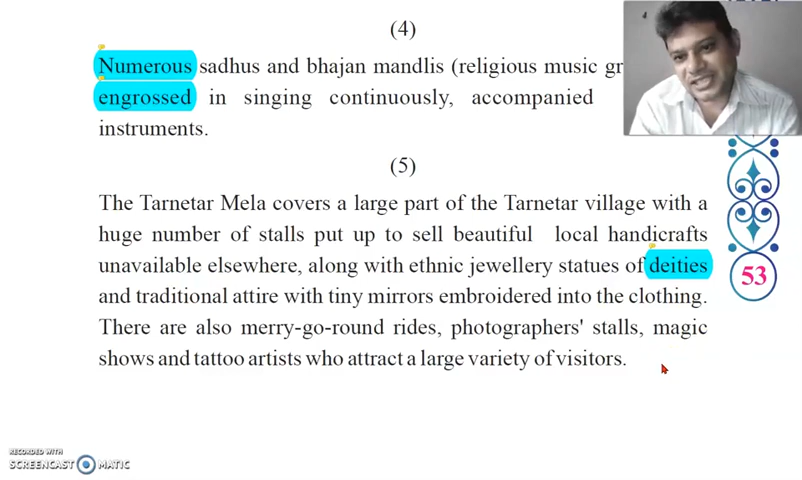 (4)
Numerous sadhus and bhajan mandlis (religious music gr
engrossed in singing continuously, accompanied
instruments.
(5)
The Tarnetar Mela covers a large part of the Tarnetar village with a
huge number of stalls put up to sell beautiful local handicrafts
unavailable elsewhere, along with ethnic jewellery statues of deities
and traditional attire with tiny mirrors embroidered into the clothing.
There are also merry-go-round rides, photographers' stalls, magic
shows and tattoo artists who attract a large variety of visitors.
53
RECORDED WITH
SCREENCAST MATIC